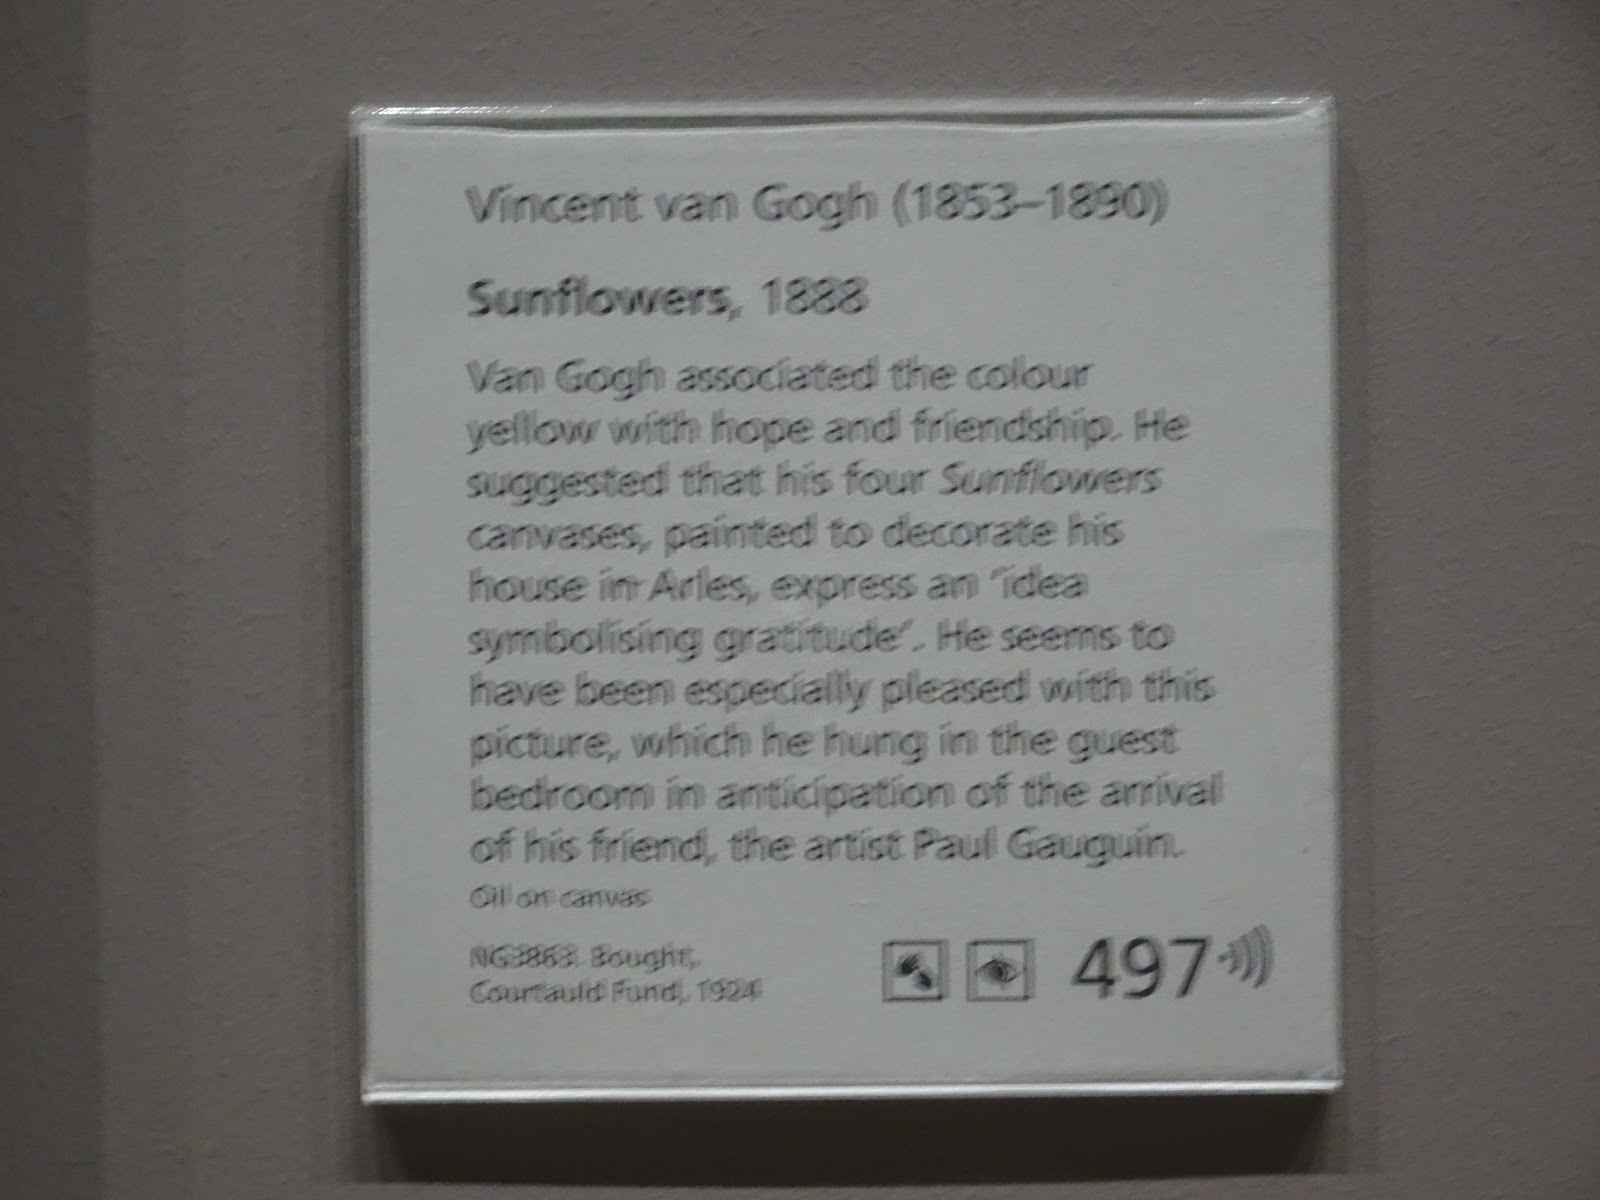 Vincent van Gogh (1853–1890)
Sunflowers, 1888
Van Gogh associated the colour
yellow with hope and friendship. He
suggested that his four Sunflowers
canvases, painted to decorate his
house in Arles, express an 'idea
symbolising gratitude'. He seems to
have been especially pleased with this
picture, which he hung in the guest
bedroom in anticipation of the arrival
of his friend, the artist Paul Gauguin.
Oil on canvas
NG3863. Bought,
Courtauld Fund, 1924
497